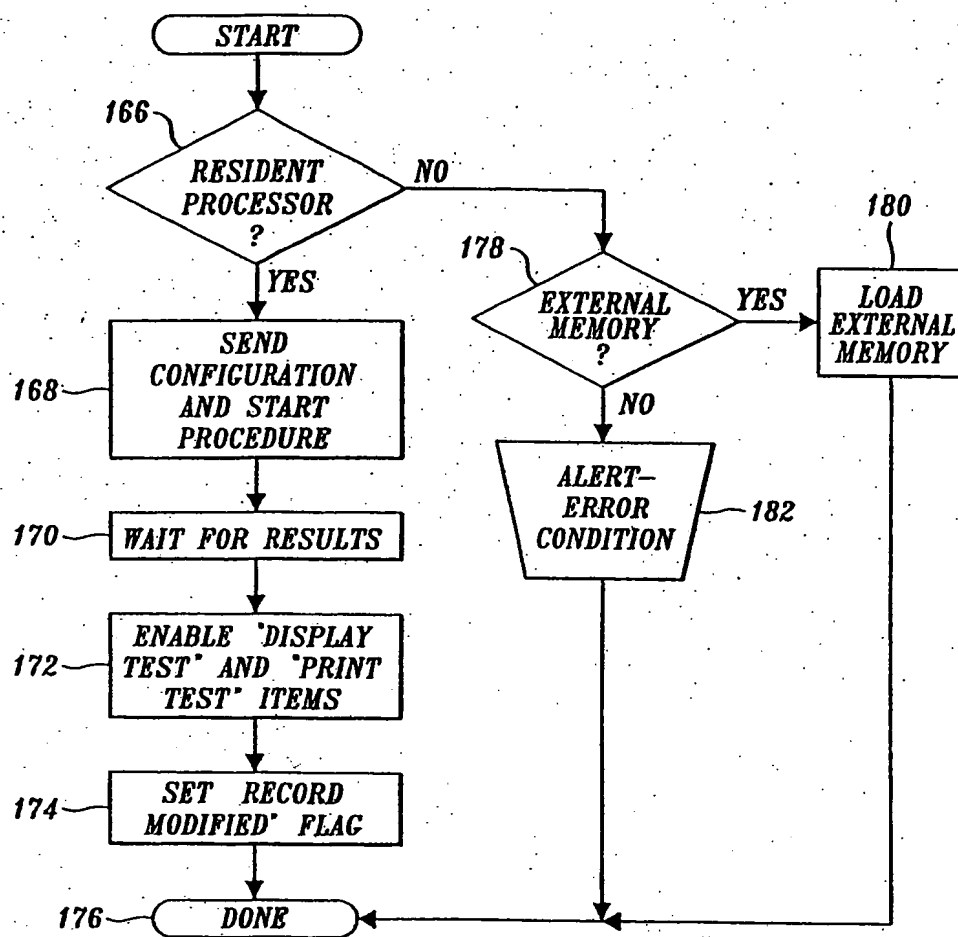 START
166
RESIDENT
PROCESSOR
?
NO
YES
178
EXTERNAL
MEMORY
?
YES
180
LOAD
EXTERNAL
MEMORY
168
SEND
CONFIGURATION
AND START
PROCEDURE
NO
ALERT-
ERROR
CONDITION
182
170
WAIT FOR RESULTS
172
ENABLE "DISPLAY
TEST" AND "PRINT
TEST" ITEMS
174
SET RECORD
MODIFIED" FLAG
176
DONE